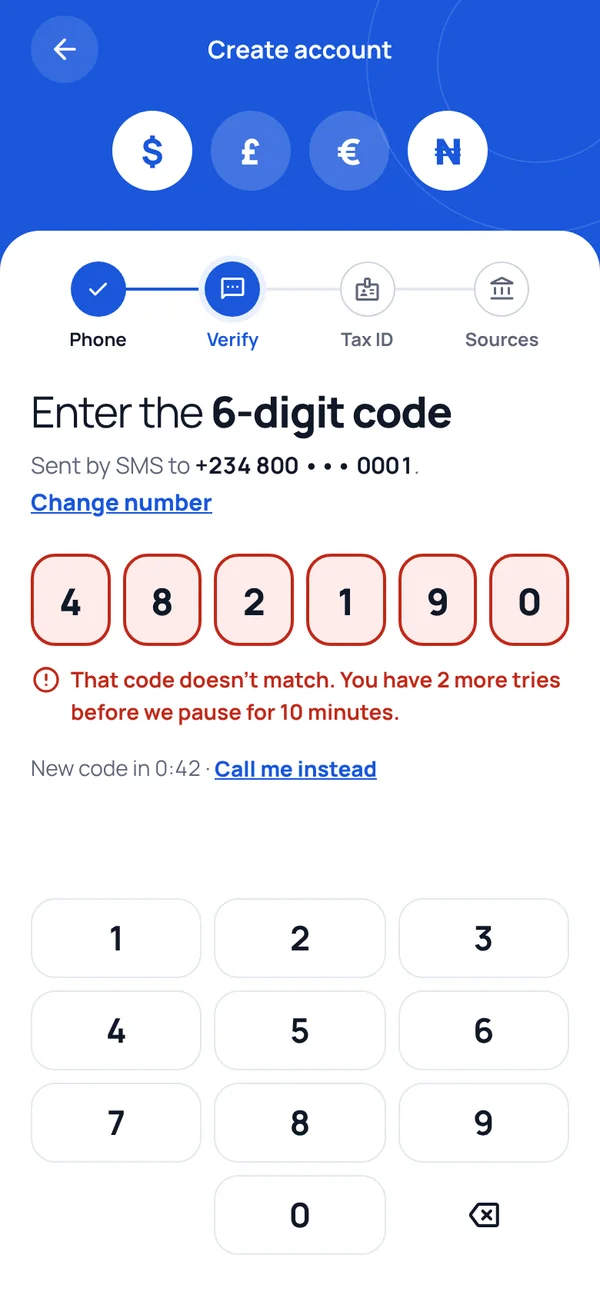 Create account
$ £ € ₦
Phone Verify Tax ID Sources
Enter the 6-digit code
Sent by SMS to +234 800 ••• 0001.
Change number
4 8 2 1 9 0
That code doesn’t match. You have 2 more tries
before we pause for 10 minutes.
New code in 0:42 · Call me instead
1 2 3
4 5 6
7 8 9
0